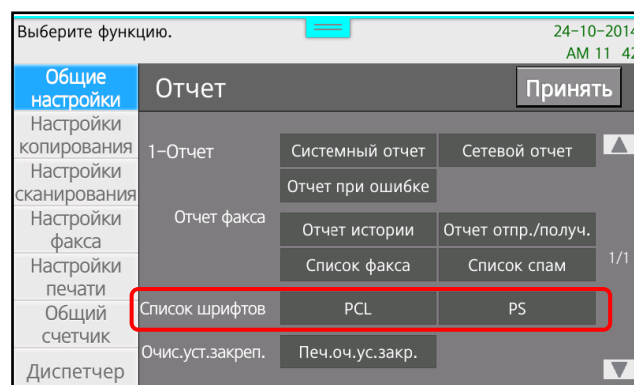 Выберите функцию.
24-10-2014
AM 11 42
Общие
настройки
Отчет
Принять
Настройки
копирования
Настройки
сканирования
Настройки
факса
Настройки
печати
Общий
счетчик
Диспетчер
1-Отчет
Системный отчет
Сетевой отчет
Отчет при ошибке
Отчет факса
Отчет истории
Отчет отпр./получ.
Список факса
Список спам
1/1
Список шрифтов
PCL
PS
Очис.уст.закреп.
Печ.оч.ус.закр.